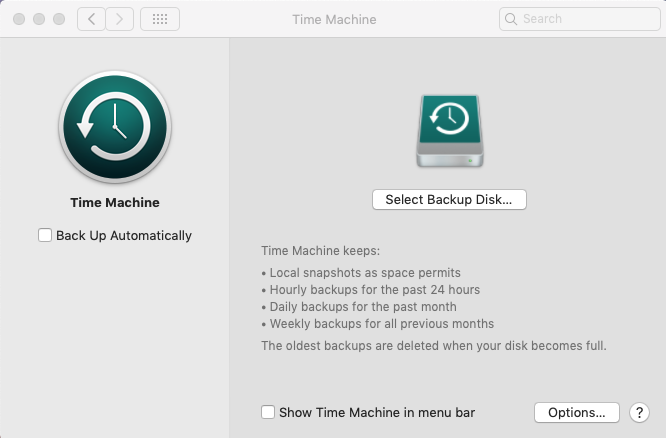 Time Machine
Search
Time Machine
Back Up Automatically
Select Backup Disk...
Time Machine keeps:
• Local snapshots as space permits
• Hourly backups for the past 24 hours
• Daily backups for the past month
• Weekly backups for all previous months
The oldest backups are deleted when your disk becomes full.
Show Time Machine in menu bar
Options...
?